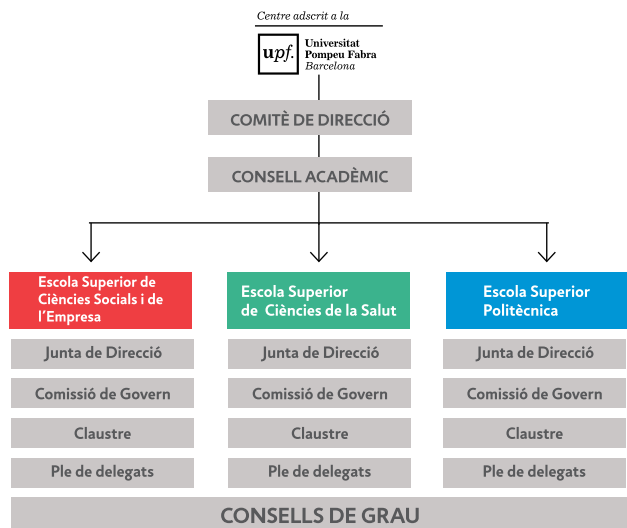 Centre adscrit a la
upf.
Universitat
Pompeu Fabra
Barcelona
COMITÈ DE DIRECCIÓ
CONSELL ACADÈMIC
Escola Superior de
Ciències Socials i de
l'Empresa
Escola Superior
de Ciències de la Salut
Escola Superior
Politècnica
Junta de Direcció
Junta de Direcció
Junta de Direcció
Comissió de Govern
Comissió de Govern
Comissió de Govern
Claustre
Claustre
Claustre
Ple de delegats
Ple de delegats
Ple de delegats
CONSELLS DE GRAU